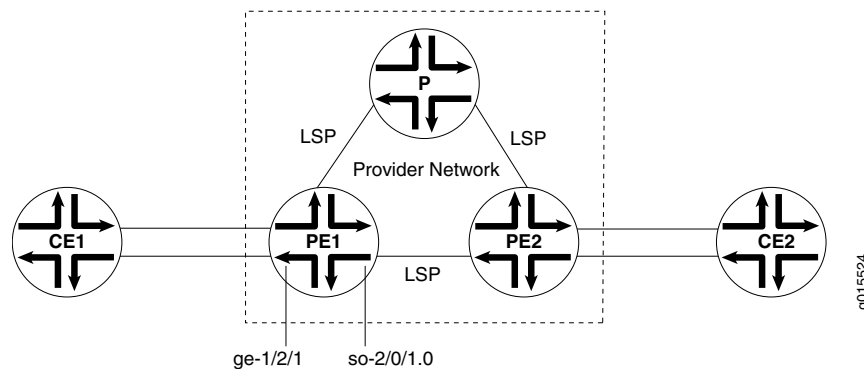 P
LSP
LSP
Provider Network
CE1
PE1
PE2
CE2
LSP
ge-1/2/1
so-2/0/1.0
g015524